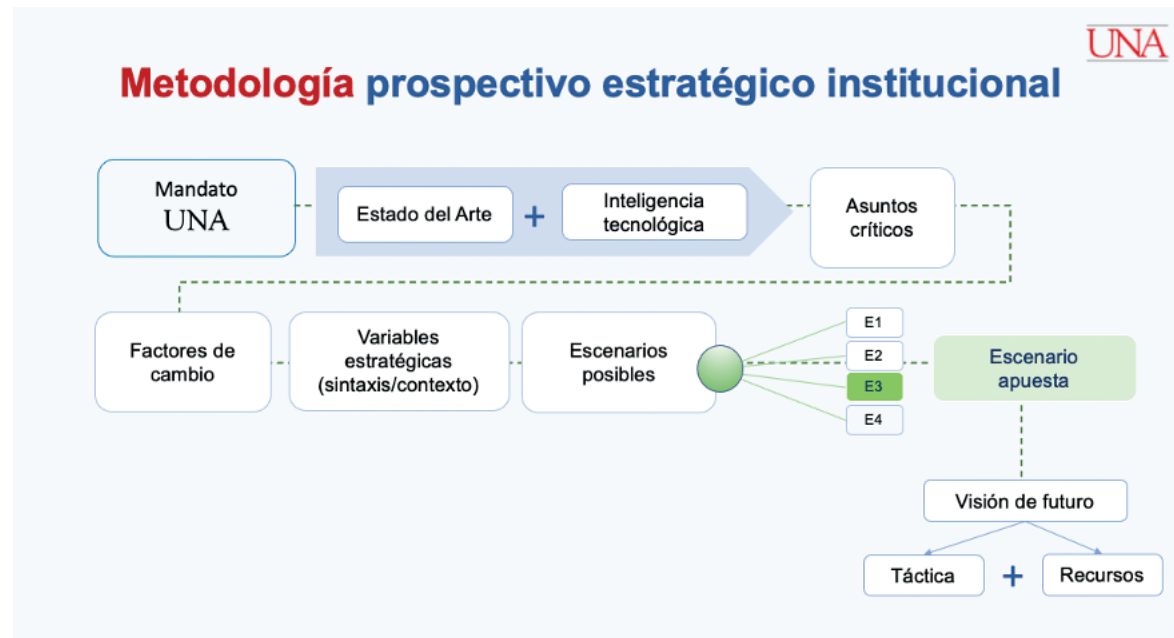 UNA
Metodología prospectivo estratégico institucional
Mandato
UNA
Estado del Arte
+
Inteligencia
tecnológica
Asuntos
críticos
Factores de
cambio
Variables
estratégicas
(sintaxis/contexto)
Escenarios
posibles
E1
E2
E3
E4
Escenario
apuesta
Visión de futuro
Táctica
+
Recursos